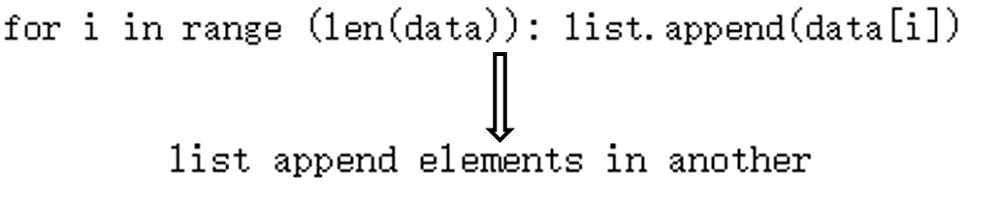 for i in range (len(data)): list.append(data[i])
list append elements in another